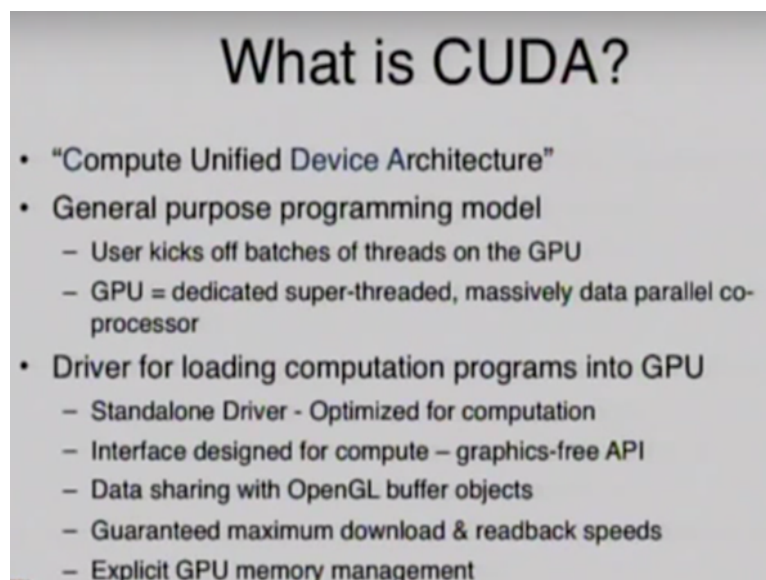 What is CUDA?
• “Compute Unified Device Architecture”
• General purpose programming model
– User kicks off batches of threads on the GPU
– GPU = dedicated super-threaded, massively data parallel co-
processor
• Driver for loading computation programs into GPU
– Standalone Driver - Optimized for computation
– Interface designed for compute – graphics-free API
– Data sharing with OpenGL buffer objects
– Guaranteed maximum download & readback speeds
– Explicit GPU memory management